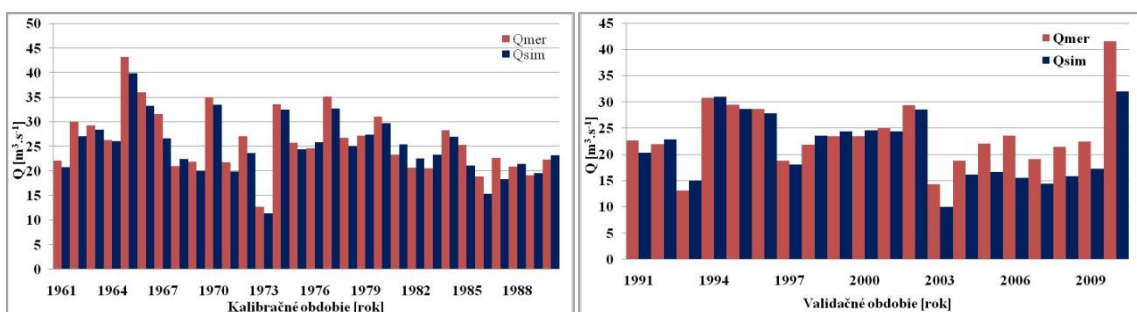 50
45
40
35
30
25
20
15
10
5
0
Q [m³.s⁻¹]
Qmer
Qsim
1961 1964 1967 1970 1973 1976 1979 1982 1985 1988
Kalibračné obdobie [rok]
45
40
35
30
25
20
15
10
5
0
Q [m³.s⁻¹]
Qmer
Qsim
1991 1994 1997 2000 2003 2006 2009
Validačné obdobie [rok]